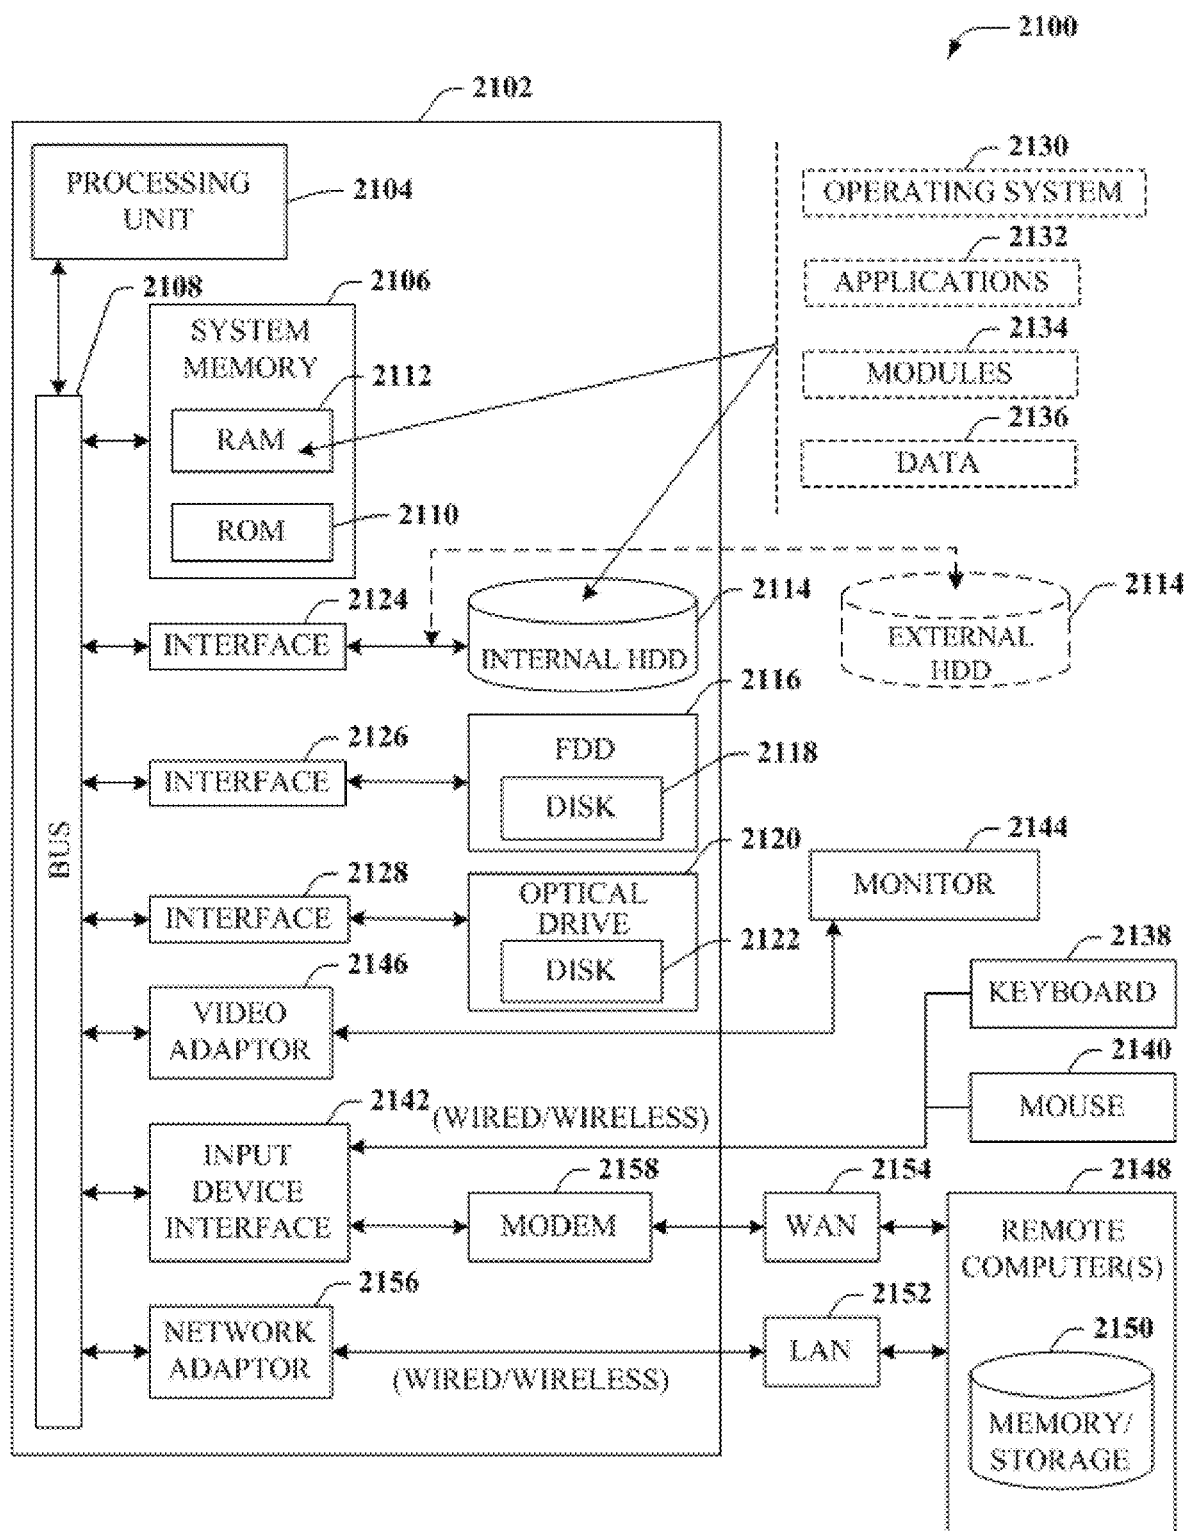 2100
2102
PROCESSING
UNIT
2104
2108
2106
SYSTEM
MEMORY
2112
RAM
ROM
2110
2130
OPERATING SYSTEM
2132
APPLICATIONS
2134
MODULES
2136
DATA
2124
INTERFACE
2114
INTERNAL HDD
2114
EXTERNAL
HDD
2116
FDD
2118
DISK
2126
INTERFACE
BUS
2120
OPTICAL
DRIVE
2122
DISK
2128
INTERFACE
2144
MONITOR
2146
VIDEO
ADAPTOR
2138
KEYBOARD
2140
MOUSE
2142
(WIRED/WIRELESS)
INPUT
DEVICE
INTERFACE
2158
MODEM
2154
WAN
2148
REMOTE
COMPUTER(S)
2156
NETWORK
ADAPTOR
(WIRED/WIRELESS)
2152
LAN
2150
MEMORY/
STORAGE